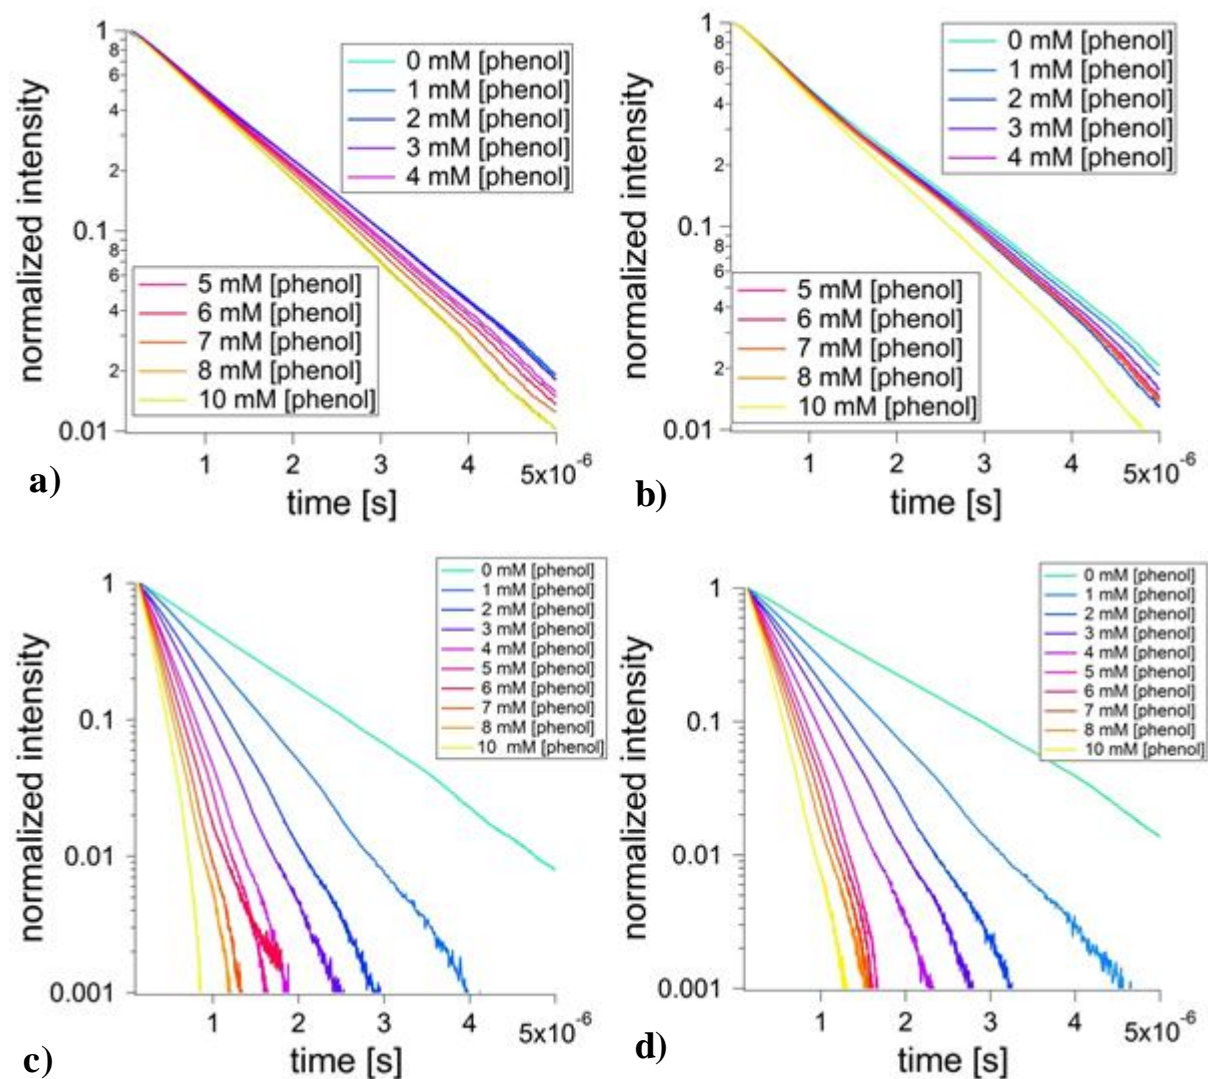 1
8
6
4
2
0.1
8
6
4
2
0.01
normalized intensity
0 mM [phenol]
1 mM [phenol]
2 mM [phenol]
3 mM [phenol]
4 mM [phenol]
5 mM [phenol]
6 mM [phenol]
7 mM [phenol]
8 mM [phenol]
10 mM [phenol]
1 2 3 4 5x10⁻⁶
time [s]
a)
1
8
6
4
2
0.1
8
6
4
2
0.01
normalized intensity
0 mM [phenol]
1 mM [phenol]
2 mM [phenol]
3 mM [phenol]
4 mM [phenol]
5 mM [phenol]
6 mM [phenol]
7 mM [phenol]
8 mM [phenol]
10 mM [phenol]
1 2 3 4 5x10⁻⁶
time [s]
b)
1
0.1
0.01
0.001
normalized intensity
0 mM [phenol]
1 mM [phenol]
2 mM [phenol]
3 mM [phenol]
4 mM [phenol]
5 mM [phenol]
6 mM [phenol]
7 mM [phenol]
8 mM [phenol]
10 mM [phenol]
1 2 3 4 5x10⁻⁶
time [s]
c)
1
0.1
0.01
0.001
normalized intensity
0 mM [phenol]
1 mM [phenol]
2 mM [phenol]
3 mM [phenol]
4 mM [phenol]
5 mM [phenol]
6 mM [phenol]
7 mM [phenol]
8 mM [phenol]
10 mM [phenol]
1 2 3 4 5x10⁻⁶
time [s]
d)